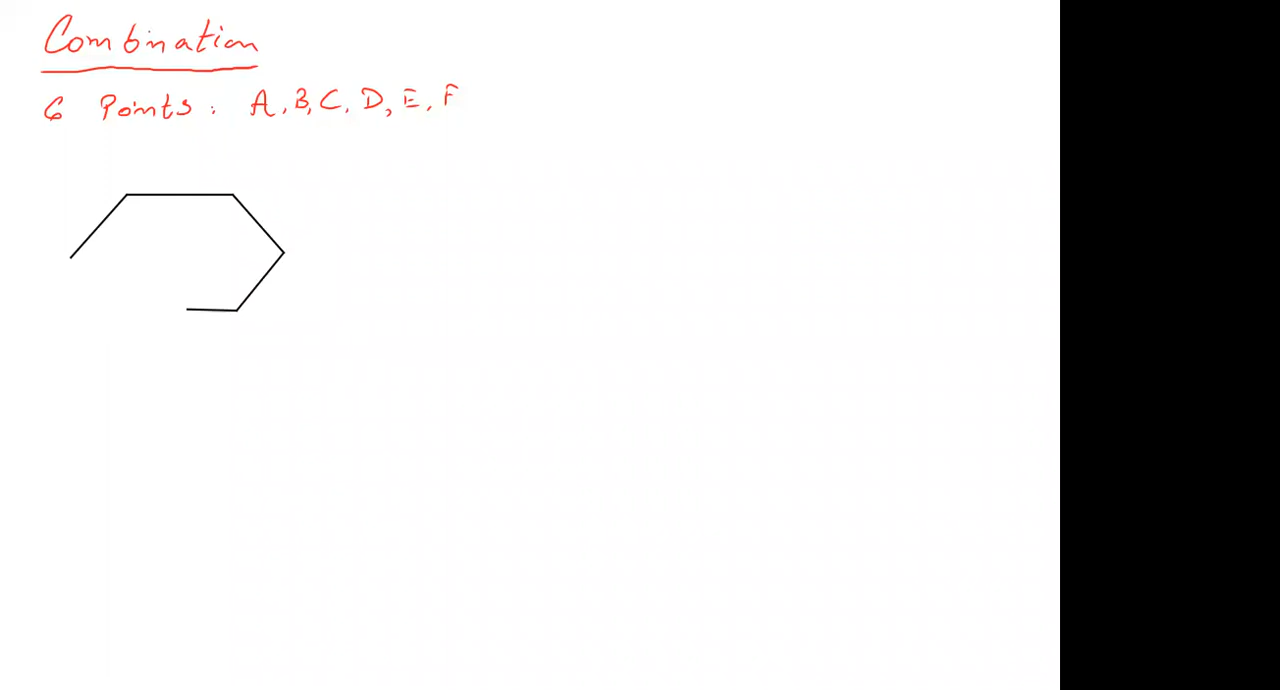 Combination
6 Points : A, B, C, D, E, F